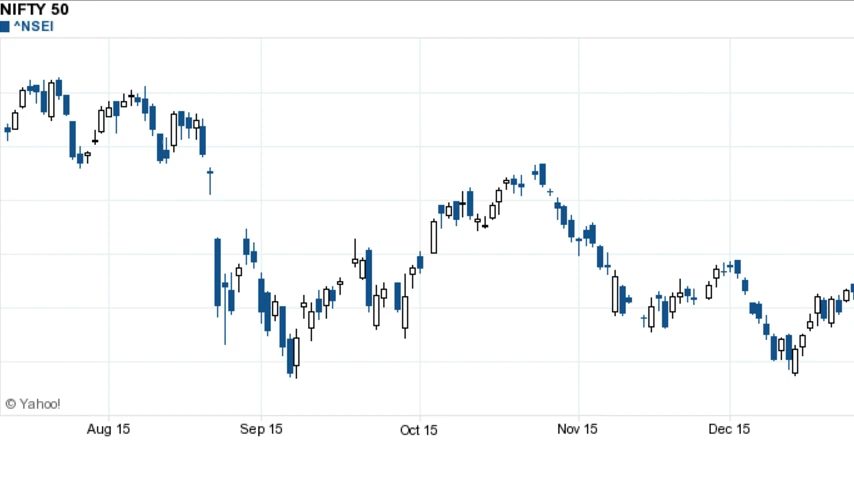 NIFTY 50
^NSEI
© Yahoo!
Aug 15
Sep 15
Oct 15
Nov 15
Dec 15